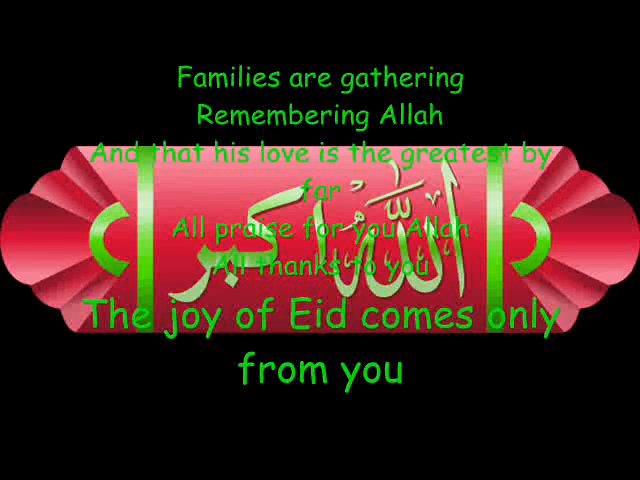 Families are gathering
Remembering Allah
And that his love is the greatest by
far
All praise for you Allah
All thanks to you
الله اكبر
The joy of Eid comes only
from you